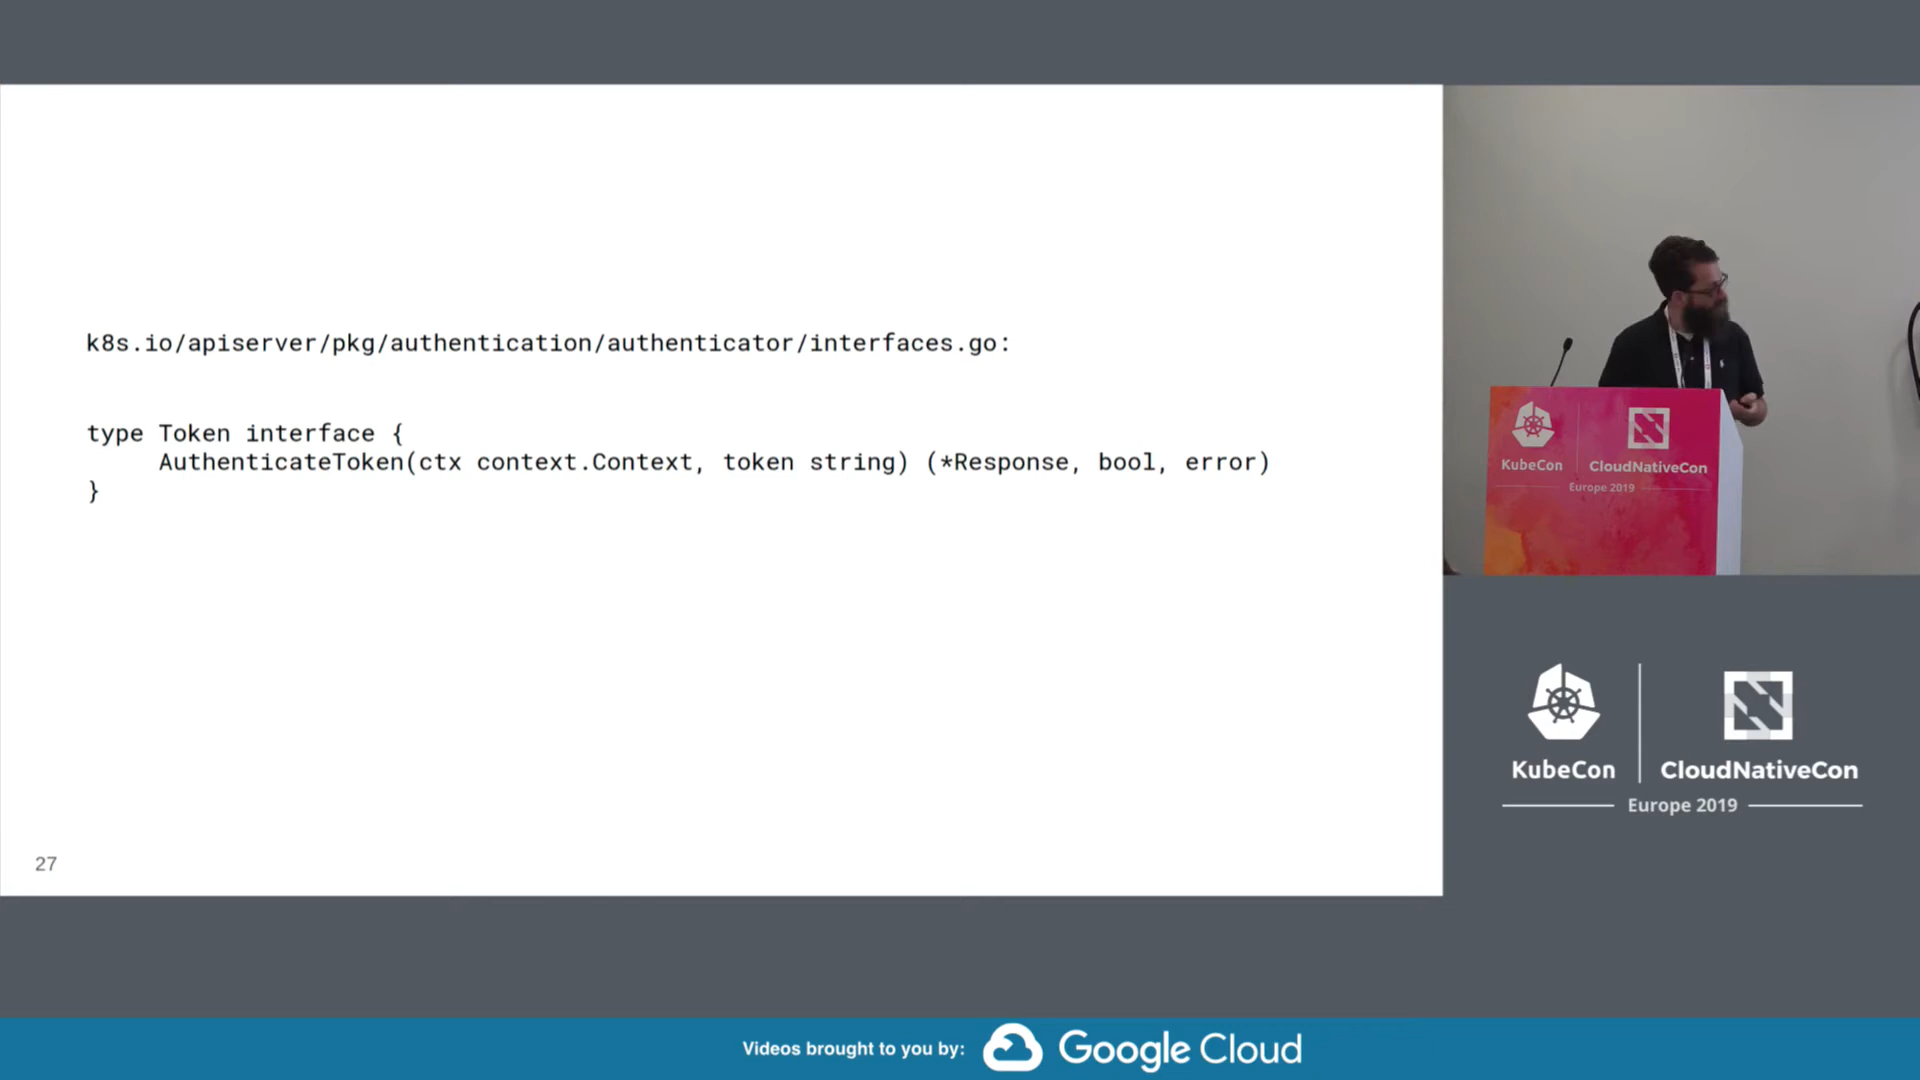 k8s.io/apiserver/pkg/authentication/authenticator/interfaces.go:
type Token interface {
AuthenticateToken(ctx context.Context, token string) (*Response, bool, error)
}
27
KubeCon
CloudNativeCon
Europe 2019
KubeCon
CloudNativeCon
Europe 2019
Videos brought to you by:
Google Cloud